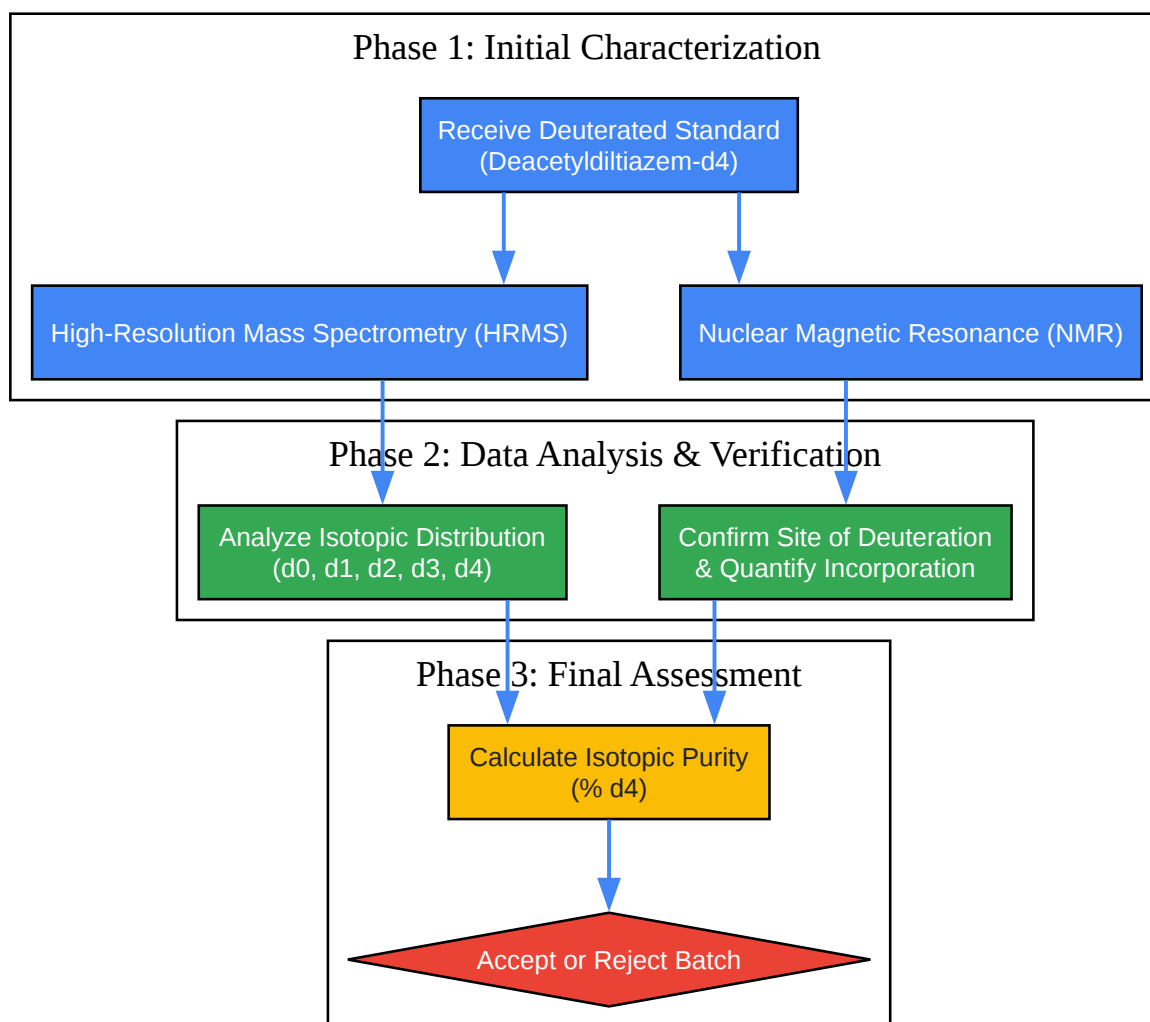 Phase 1: Initial Characterization
Receive Deuterated Standard
(Deacetyldiltiazem-d4)
High-Resolution Mass Spectrometry (HRMS)
Nuclear Magnetic Resonance (NMR)
Phase 2: Data Analysis & Verification
Analyze Isotopic Distribution
(d0, d1, d2, d3, d4)
Confirm Site of Deuteration
& Quantify Incorporation
Phase 3: Final Assessment
Calculate Isotopic Purity
(% d4)
Accept or Reject Batch